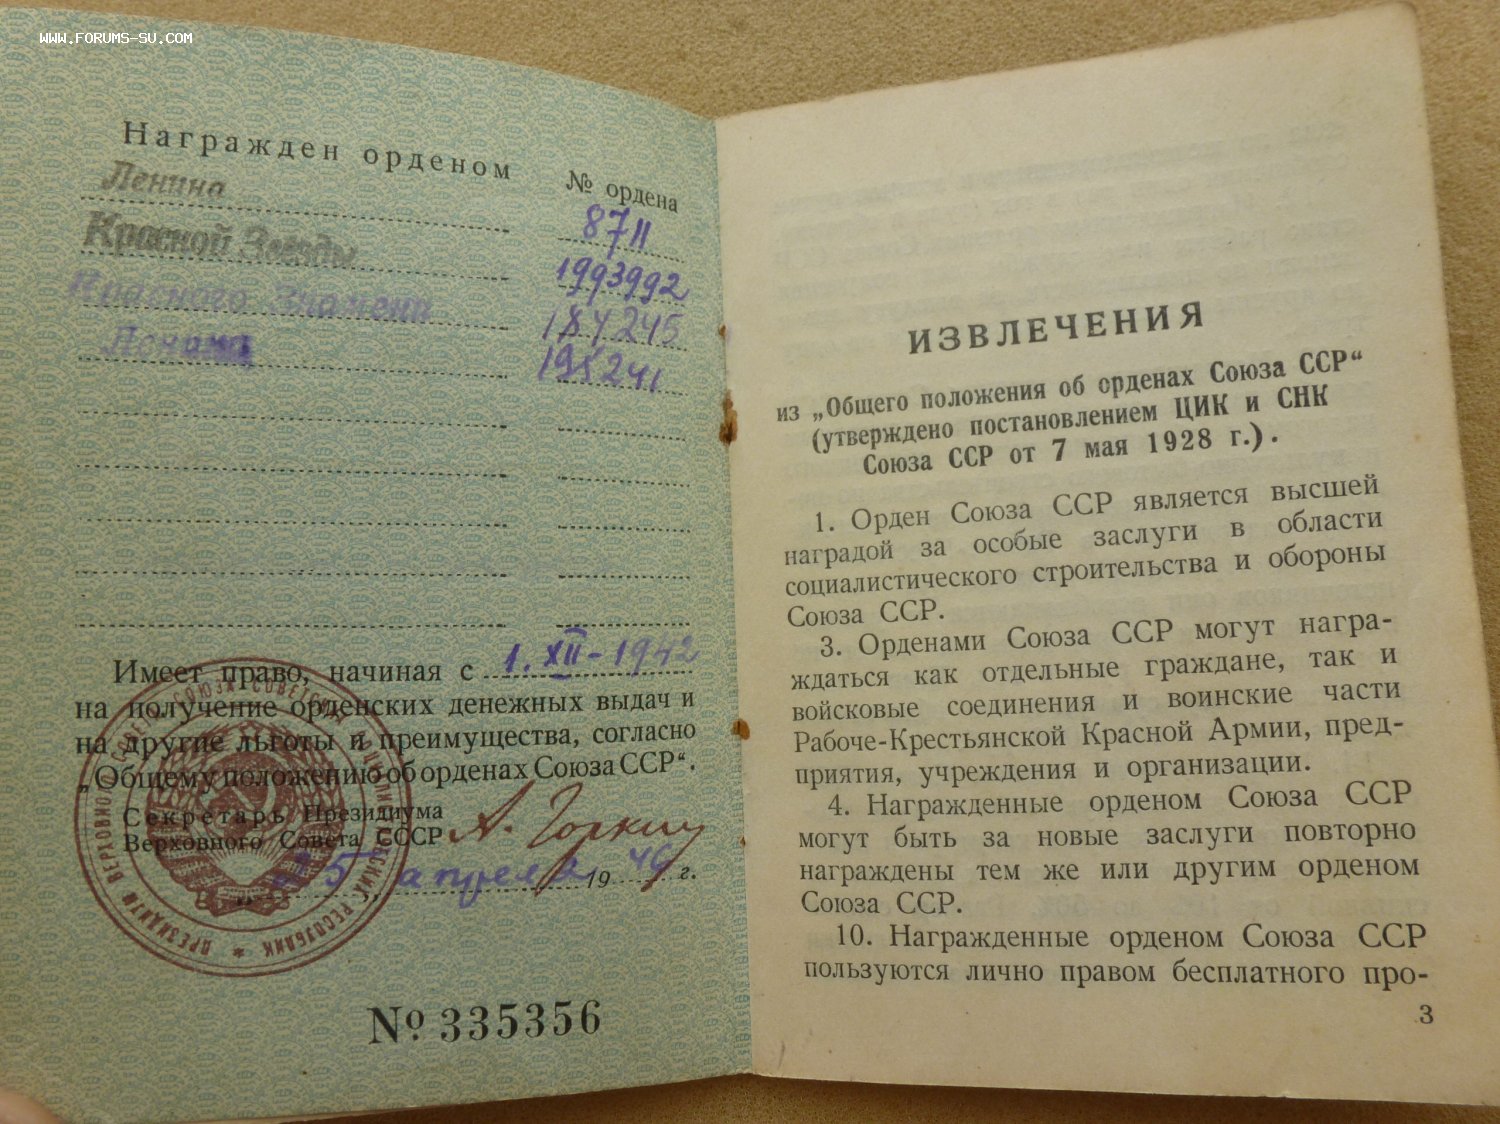 WWW.FORUMS-SU.COM
Награжден орденом № ордена
Ленина 8711
Красной Звезды 1993992
Красного Знамени 184245
Ленина 195241
Имеет право, начиная с 1.XII-1942
на получение орденских денежных выдач и
на другие льготы и преимущества, согласно
„Общему положению об орденах Союза ССР“.
Секретарь Президиума
Верховного Совета СССР А. Горкин
„15„ апреля 1946 г.
№ 335356
ИЗВЛЕЧЕНИЯ
из „Общего положения об орденах Союза ССР“
(утверждено постановлением ЦИК и СНК
Союза ССР от 7 мая 1928 г.).
1. Орден Союза ССР является высшей
наградой за особые заслуги в области
социалистического строительства и обороны
Союза ССР.
3. Орденами Союза ССР могут награ-
ждаться как отдельные граждане, так и
войсковые соединения и воинские части
Рабоче-Крестьянской Красной Армии, пред-
приятия, учреждения и организации.
4. Награжденные орденом Союза ССР
могут быть за новые заслуги повторно
награждены тем же или другим орденом
Союза ССР.
10. Награжденные орденом Союза ССР
пользуются лично правом бесплатного про-
3